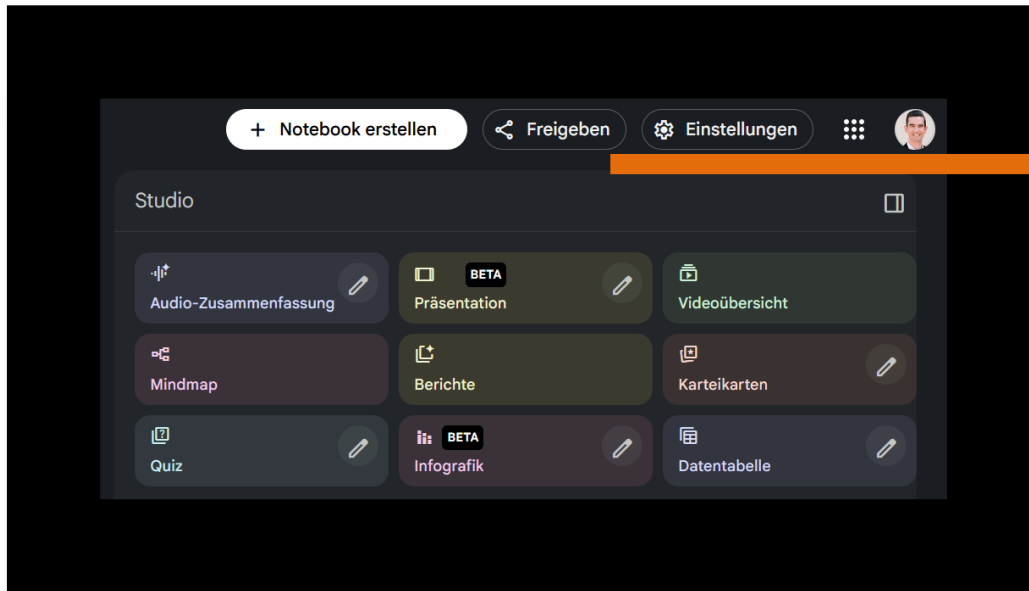 + Notebook erstellen
Freigeben
Einstellungen
Studio
Audio-Zusammenfassung
BETA
Präsentation
Videoübersicht
Mindmap
Berichte
Karteikarten
Quiz
BETA
Infografik
Datentabelle